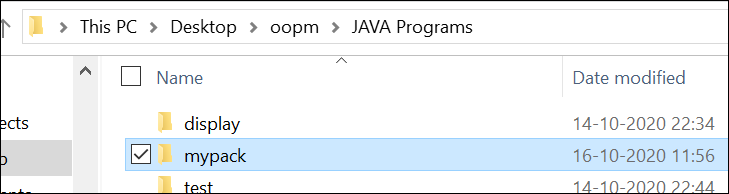 This PC > Desktop > oopm > JAVA Programs
Name Date modified
ects
display 14-10-2020 22:34
mypack 16-10-2020 11:56
test 14-10-2020 22:44